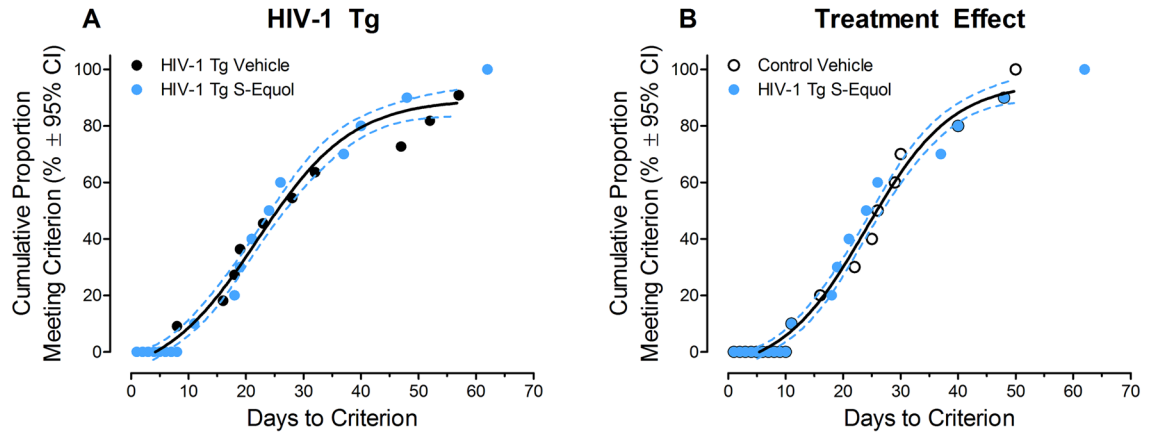 A HIV-1 Tg
HIV-1 Tg Vehicle
HIV-1 Tg S-Equol
Cumulative Proportion
Meeting Criterion (% ± 95% CI)
100
80
60
40
20
0
0 10 20 30 40 50 60 70
Days to Criterion
B Treatment Effect
Control Vehicle
HIV-1 Tg S-Equol
Cumulative Proportion
Meeting Criterion (% ± 95% CI)
100
80
60
40
20
0
0 10 20 30 40 50 60 70
Days to Criterion